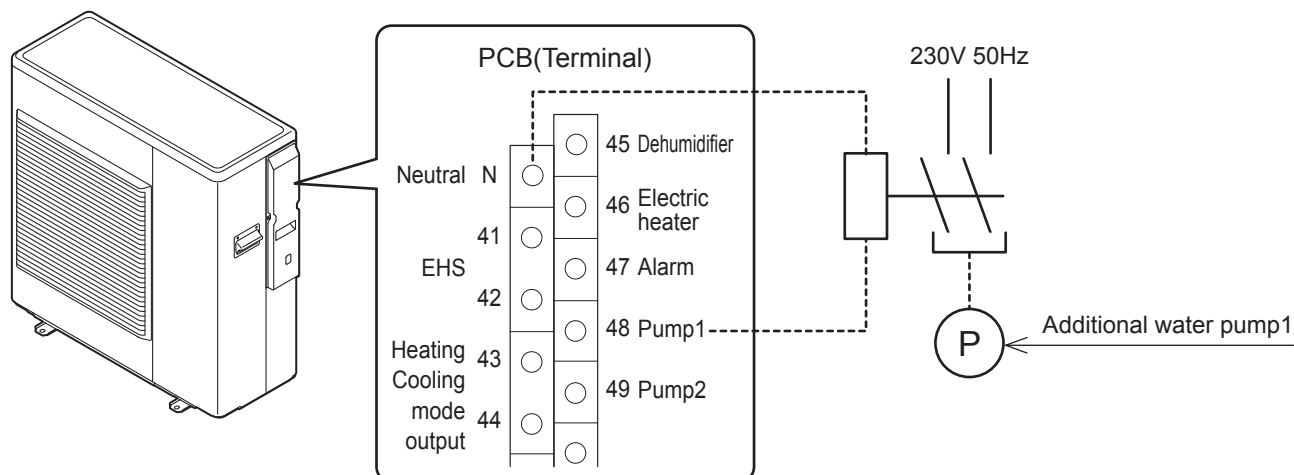 PCB(Terminal)
230V 50Hz
45 Dehumidifier
Neutral N
46 Electric
heater
41
EHS
47 Alarm
42
48 Pump1
Additional water pump1
P
Heating
43
Cooling
49 Pump2
mode
44
output